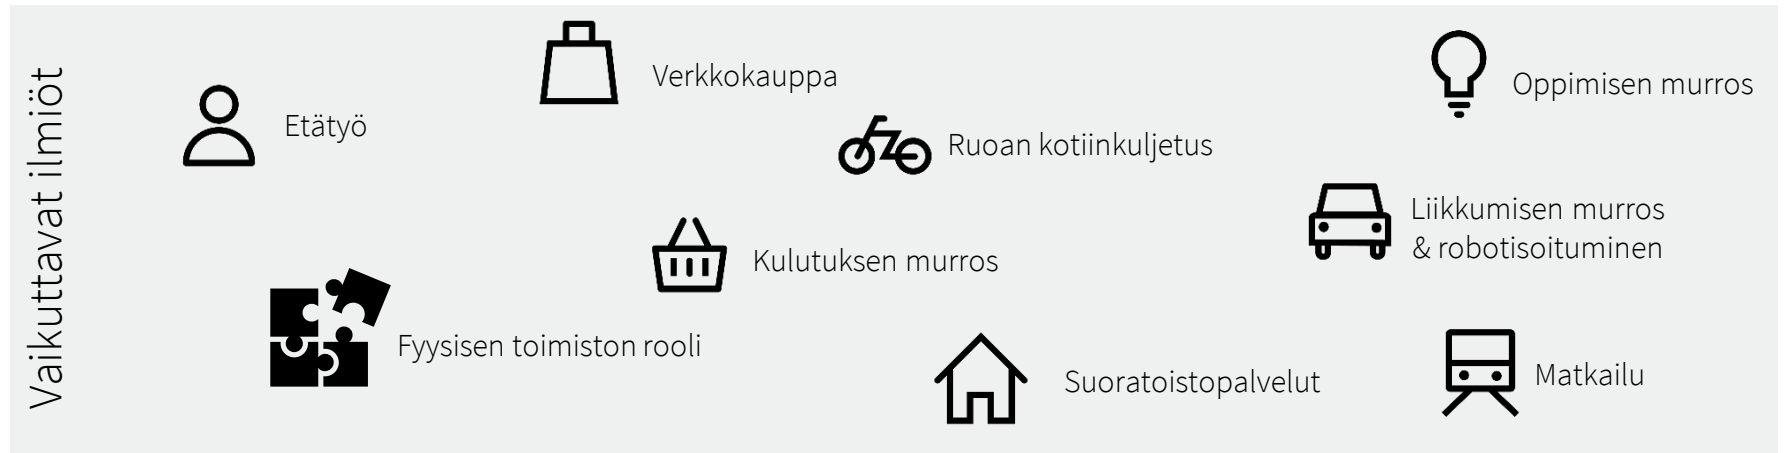 Vaikuttavat ilmiöt
Etätyö
Verkkokauppa
Ruoan kotiinkuljetus
Kulutuksen murros
Fyysisen toimiston rooli
Suoratoistopalvelut
Oppimisen murros
Liikkumisen murros
& robotisoituminen
Matkailu